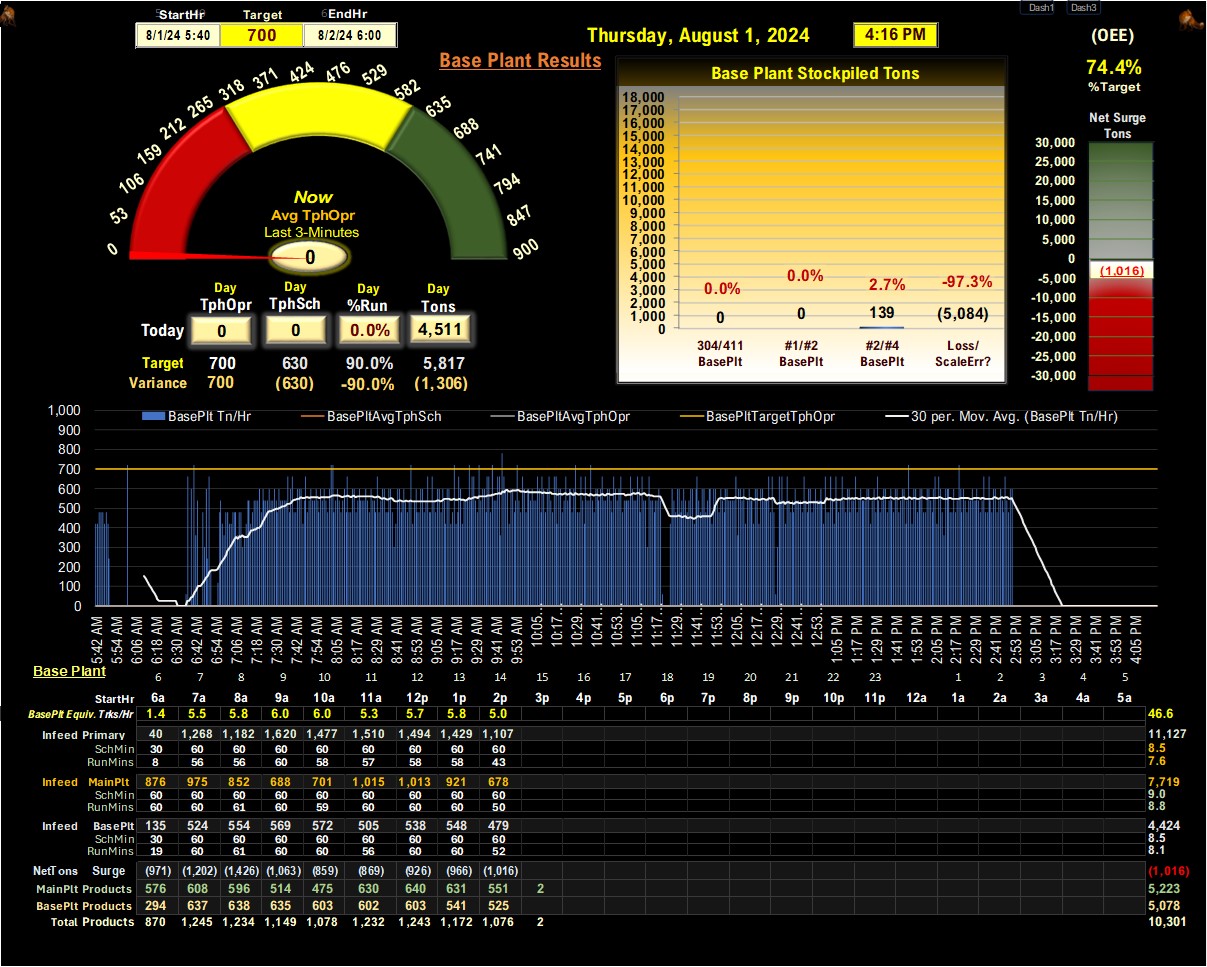 Dash1 Dash3
StartHr Target EndHr
8/1/24 5:40 700 8/2/24 6:00
Thursday, August 1, 2024 4:16 PM
(OEE)
74.4%
%Target
Base Plant Results
0 53 106 159 212 265 318 371 424 476 529 582 635 688 741 794 847 900
Now
Avg TphOpr
Last 3-Minutes
0
Day Day Day Day
TphOpr TphSch %Run Tons
Today 0 0 0.0% 4,511
Target 700 630 90.0% 5,817
Variance 700 (630) -90.0% (1,306)
Base Plant Stockpiled Tons
18,000
17,000
16,000
15,000
14,000
13,000
12,000
11,000
10,000
9,000
8,000
7,000
6,000
5,000
4,000
3,000
2,000
1,000
0
0.0% 0.0% 2.7% -97.3%
0 0 139 (5,084)
304/411 #1/#2 #2/#4 Loss/
BasePlt BasePlt BasePlt ScaleErr?
Net Surge
Tons
30,000
25,000
20,000
15,000
10,000
5,000
0
(1,016)
-5,000
-10,000
-15,000
-20,000
-25,000
-30,000
BasePlt Tn/Hr BasePltAvgTphSch BasePltAvgTphOpr BasePltTargetTphOpr 30 per. Mov. Avg. (BasePlt Tn/Hr)
1,000
900
800
700
600
500
400
300
200
100
0
5:42 AM 5:54 AM 6:06 AM 6:18 AM 6:30 AM 6:42 AM 6:54 AM 7:06 AM 7:18 AM 7:30 AM 7:42 AM 7:54 AM 8:05 AM 8:17 AM 8:29 AM 8:41 AM 8:53 AM 9:05 AM 9:17 AM 9:29 AM 9:41 AM 9:53 AM 10:05… 10:17… 10:29… 10:41… 10:53… 11:05… 11:17… 11:29… 11:41… 11:53… 12:05… 12:17… 12:29… 12:41… 12:53… 1:05 PM 1:17 PM 1:29 PM 1:41 PM 1:53 PM 2:05 PM 2:17 PM 2:29 PM 2:41 PM 2:53 PM 3:05 PM 3:17 PM 3:29 PM 3:41 PM 3:53 PM 4:06 PM
Base Plant
6 7 8 9 10 11 12 13 14 15 16 17 18 19 20 21 22 23 1 2 3 4 5
StartHr 6a 7a 8a 9a 10a 11a 12p 1p 2p 3p 4p 5p 6p 7p 8p 9p 10p 11p 12a 1a 2a 3a 4a 5a
BasePlt Equiv. Trks/Hr 1.4 5.5 5.8 6.0 6.0 5.3 5.7 5.8 5.0 46.6
Infeed Primary 40 1,268 1,182 1,620 1,477 1,510 1,494 1,429 1,107 11,127
SchMin 30 60 60 60 60 60 60 60 60 8.5
RunMins 8 56 56 60 58 57 58 58 43 7.6
Infeed MainPlt 876 975 852 688 701 1,015 1,013 921 678 7,719
SchMin 60 60 60 60 60 60 60 60 60 9.0
RunMins 60 60 61 60 59 60 60 60 50 8.8
Infeed BasePlt 135 524 554 569 572 505 538 548 479 4,424
SchMin 30 60 60 60 60 60 60 60 60 8.5
RunMins 19 60 61 60 60 56 60 60 52 8.1
NetTons Surge (971) (1,202) (1,426) (1,063) (859) (869) (926) (966) (1,016) (1,016)
MainPlt Products 576 608 596 514 475 630 640 631 551 2 5,223
BasePlt Products 294 637 638 635 603 602 603 541 525 5,078
Total Products 870 1,245 1,234 1,149 1,078 1,232 1,243 1,172 1,076 2 10,301